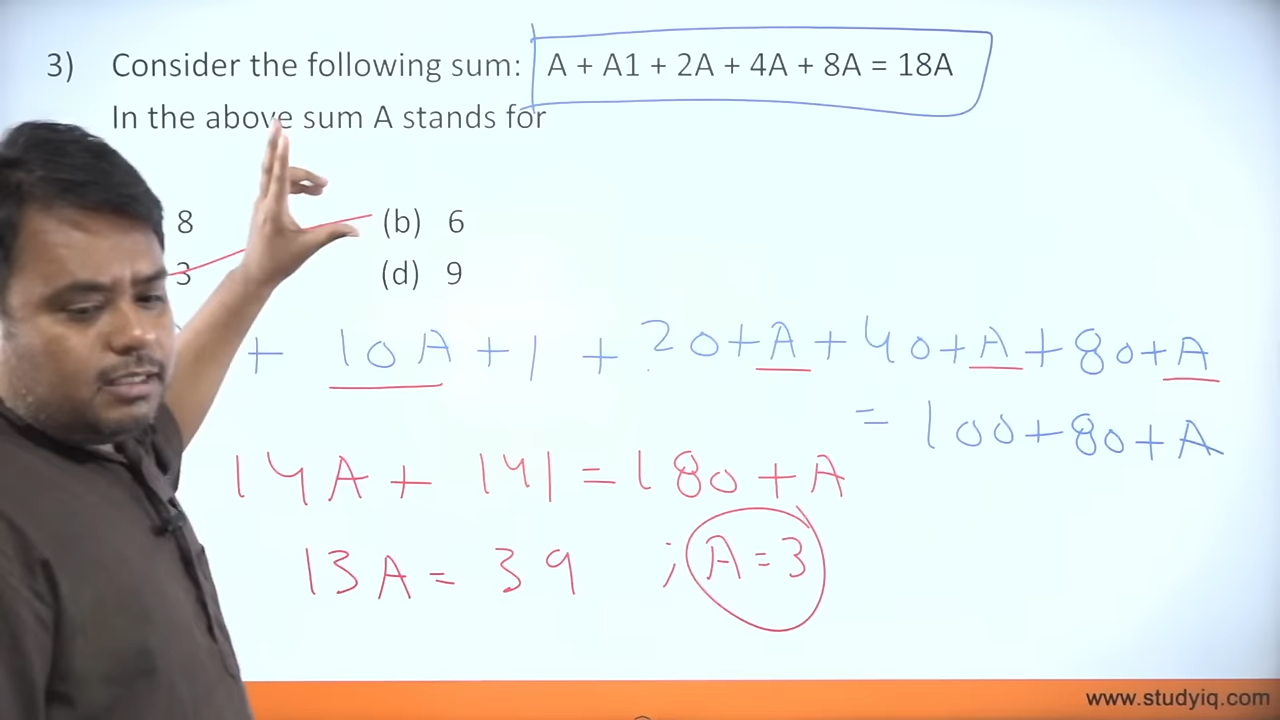 3) Consider the following sum: A + A1 + 2A + 4A + 8A = 18A
In the above sum A stands for
8 (b) 6
3 (d) 9
+ 10A + 1 + 20 + A + 40 + A + 80 + A
= 100 + 80 + A
14A + 141 = 180 + A
13A = 39 ; A = 3
www.studyiq.com